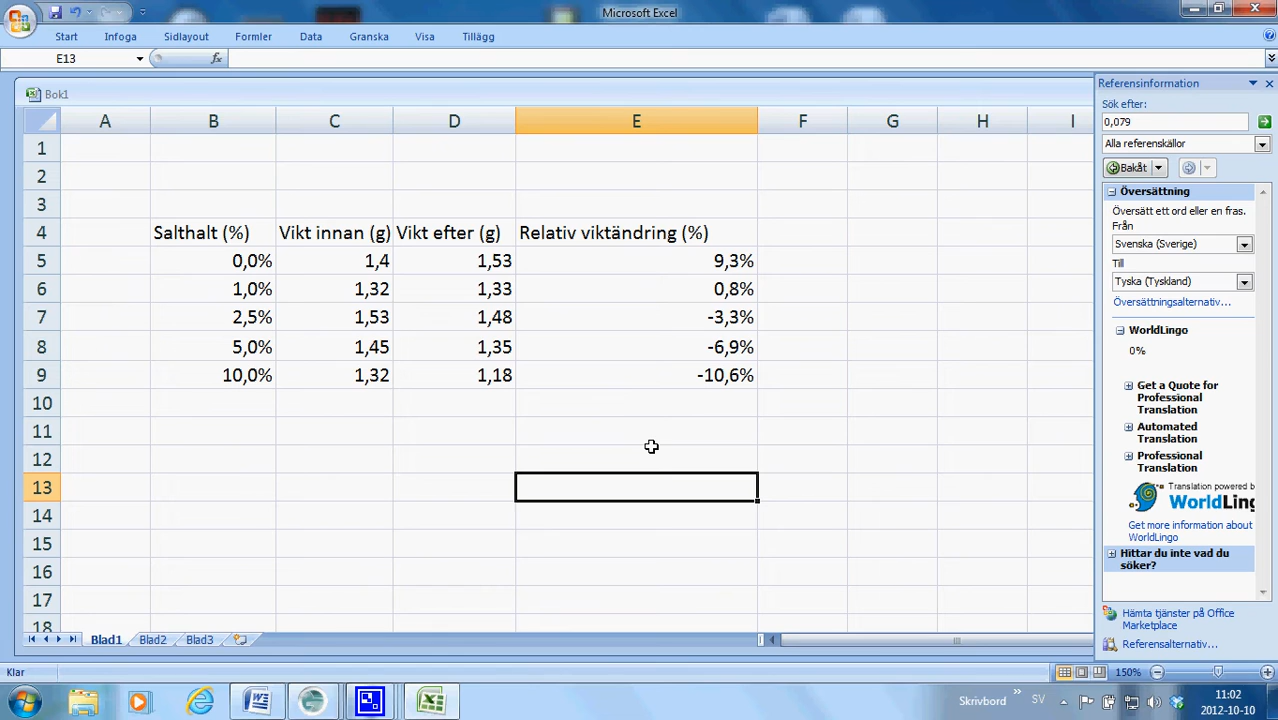 Microsoft Excel
Start Infoga Sidlayout Formler Data Granska Visa Tillägg
E13 fx
Bok1
A B C D E F G H I
1
2
3
4 Salthalt (%) Vikt innan (g) Vikt efter (g) Relativ viktändring (%)
5 0,0% 1,4 1,53 9,3%
6 1,0% 1,32 1,33 0,8%
7 2,5% 1,53 1,48 -3,3%
8 5,0% 1,45 1,35 -6,9%
9 10,0% 1,32 1,18 -10,6%
10
11
12
13
14
15
16
17
18
Blad1 Blad2 Blad3
Referensinformation
Sök efter:
0,079
Alla referenskällor
Bakåt
Översättning
Översätt ett ord eller en fras.
Från
Svenska (Sverige)
Till
Tyska (Tyskland)
Översättningsalternativ...
WorldLingo
0%
Get a Quote for
Professional
Translation
Automated
Translation
Professional
Translation
Translation powered by
WorldLing
Get more information about
WorldLingo
Hittar du inte vad du
söker?
Hämta tjänster på Office
Marketplace
Referensalternativ...
Klar 150%
Skrivbord SV 11:02
2012-10-10